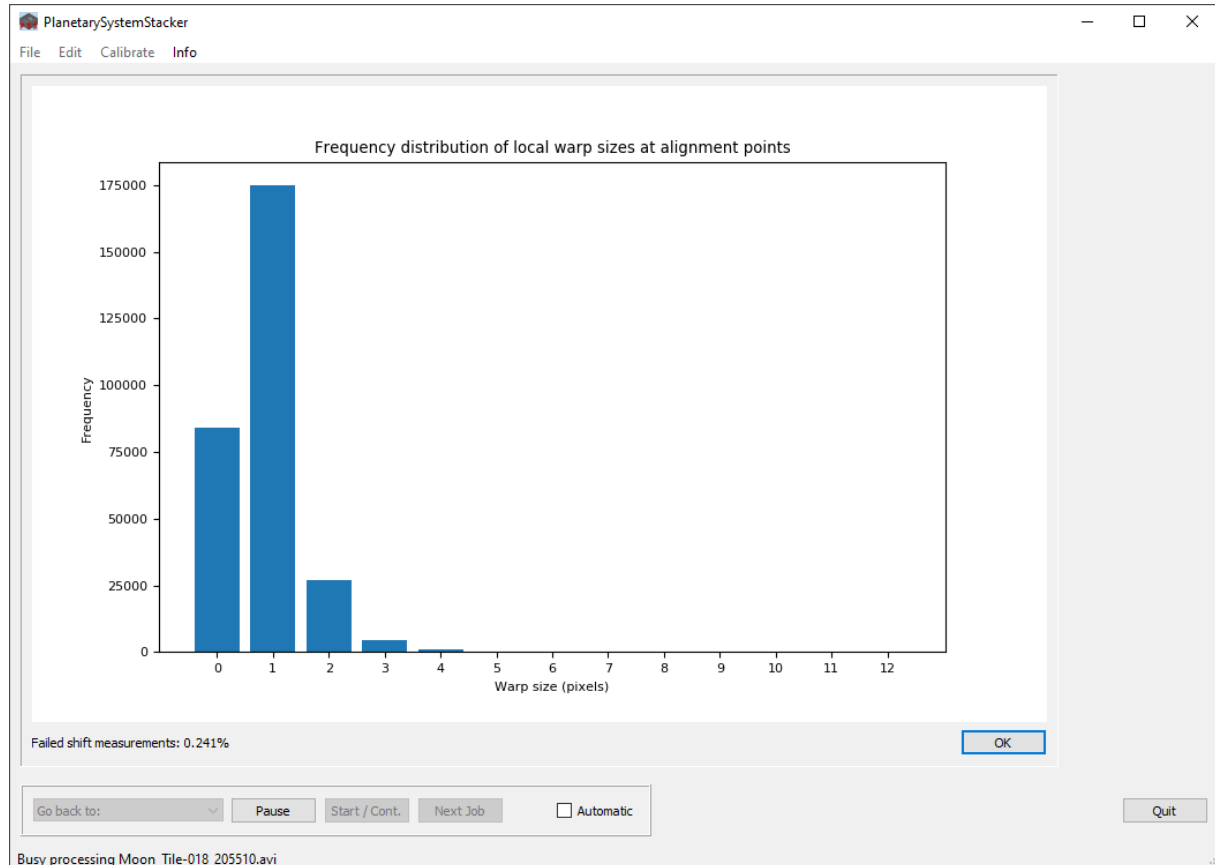 PlanetarySystemStacker
File Edit Calibrate Info
Frequency distribution of local warp sizes at alignment points
175000
150000
125000
100000
75000
50000
25000
0
Frequency
0 1 2 3 4 5 6 7 8 9 10 11 12
Warp size (pixels)
Failed shift measurements: 0.241% OK
Go back to: Pause Start / Cont. Next Job Automatic Quit
Busy processing Moon_Tile-018_205510.avi